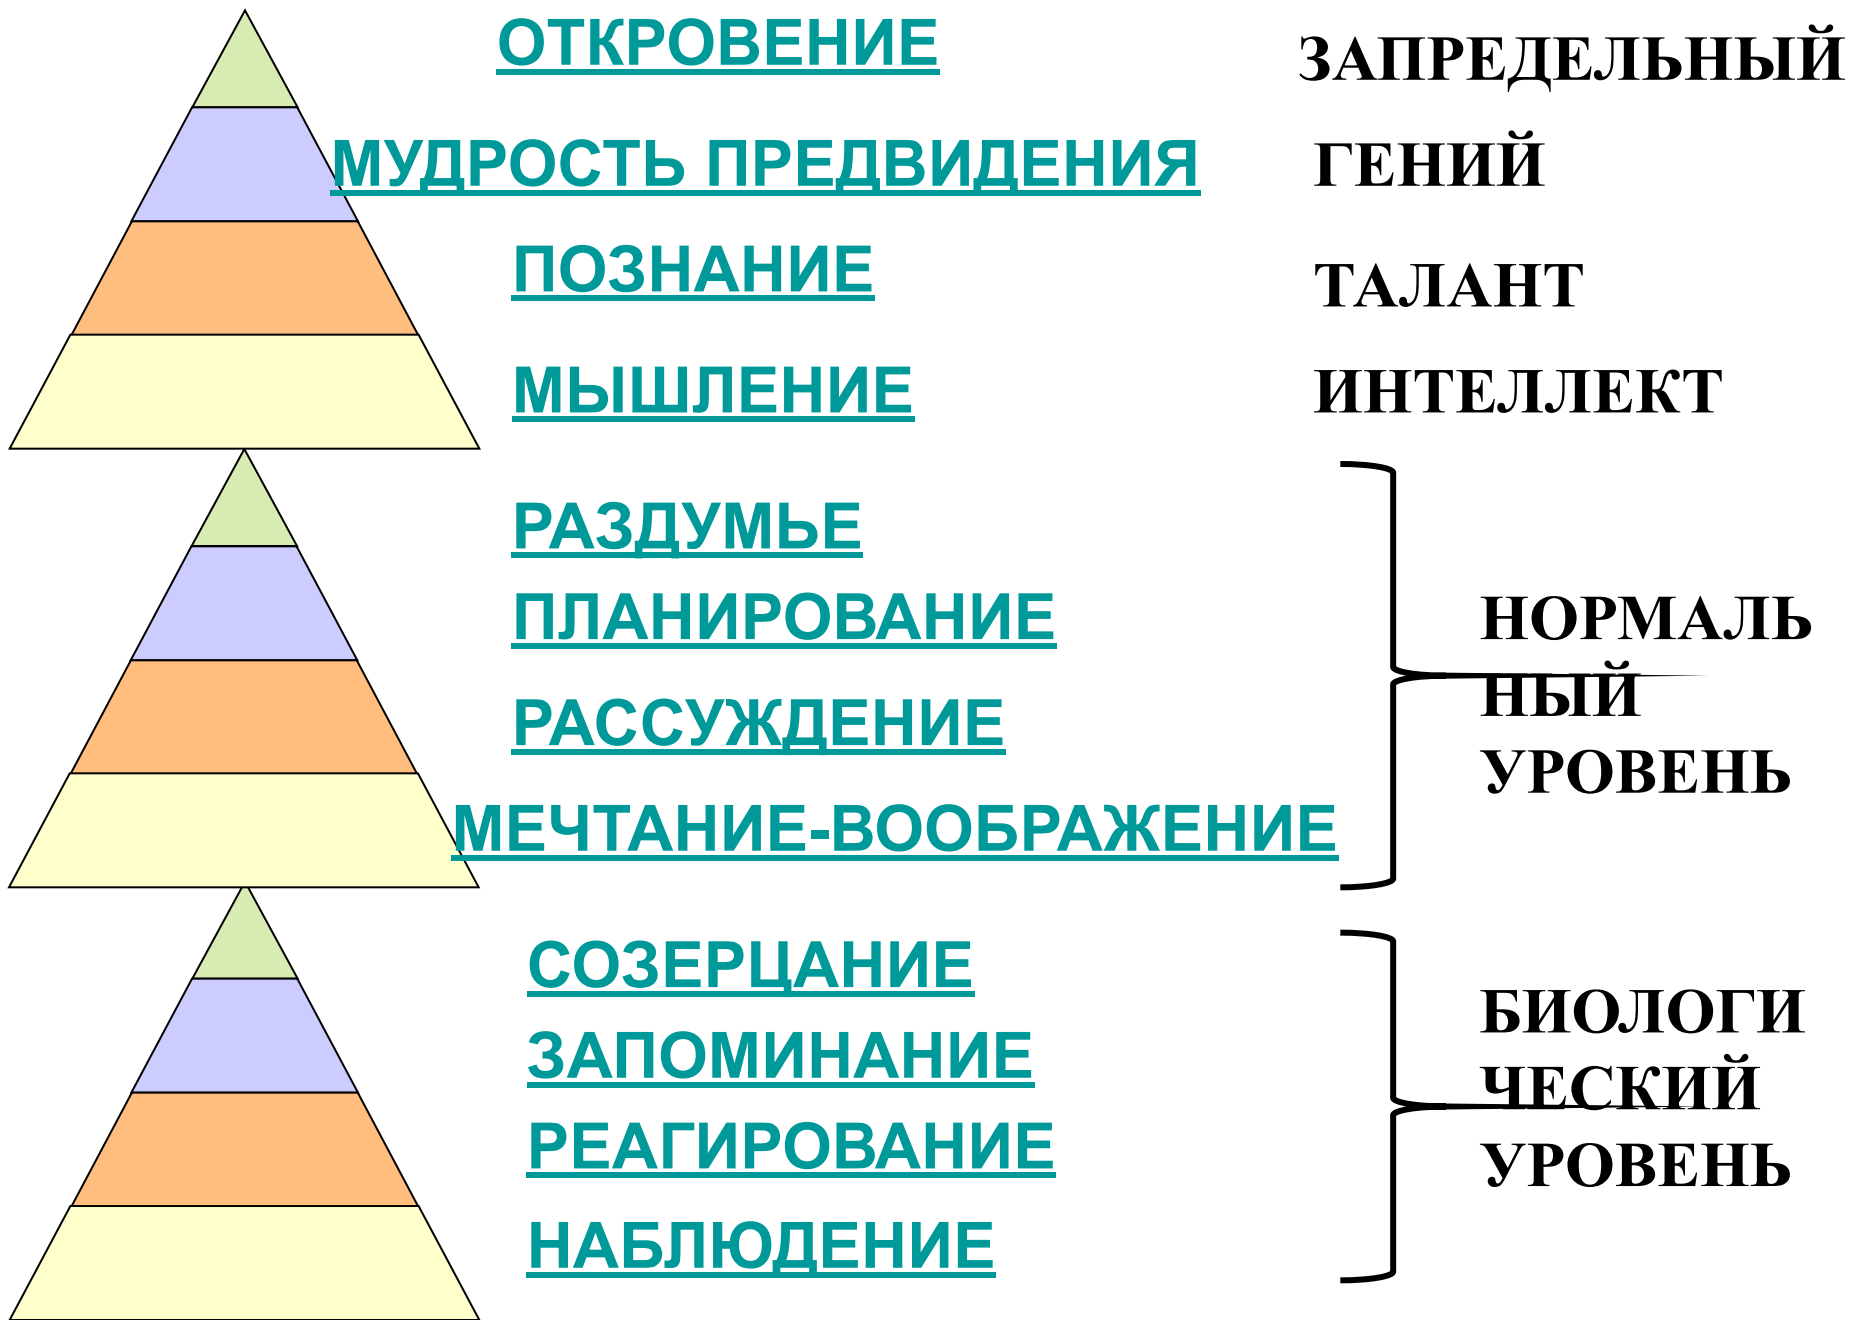 ОТКРОВЕНИЕ
ЗАПРЕДЕЛЬНЫЙ
МУДРОСТЬ ПРЕДВИДЕНИЯ
ГЕНИЙ
ПОЗНАНИЕ
ТАЛАНТ
МЫШЛЕНИЕ
ИНТЕЛЛЕКТ
РАЗДУМЬЕ
ПЛАНИРОВАНИЕ
РАССУЖДЕНИЕ
МЕЧТАНИЕ-ВООБРАЖЕНИЕ
НОРМАЛЬ
НЫЙ
УРОВЕНЬ
СОЗЕРЦАНИЕ
ЗАПОМИНАНИЕ
РЕАГИРОВАНИЕ
НАБЛЮДЕНИЕ
БИОЛОГИ
ЧЕСКИЙ
УРОВЕНЬ